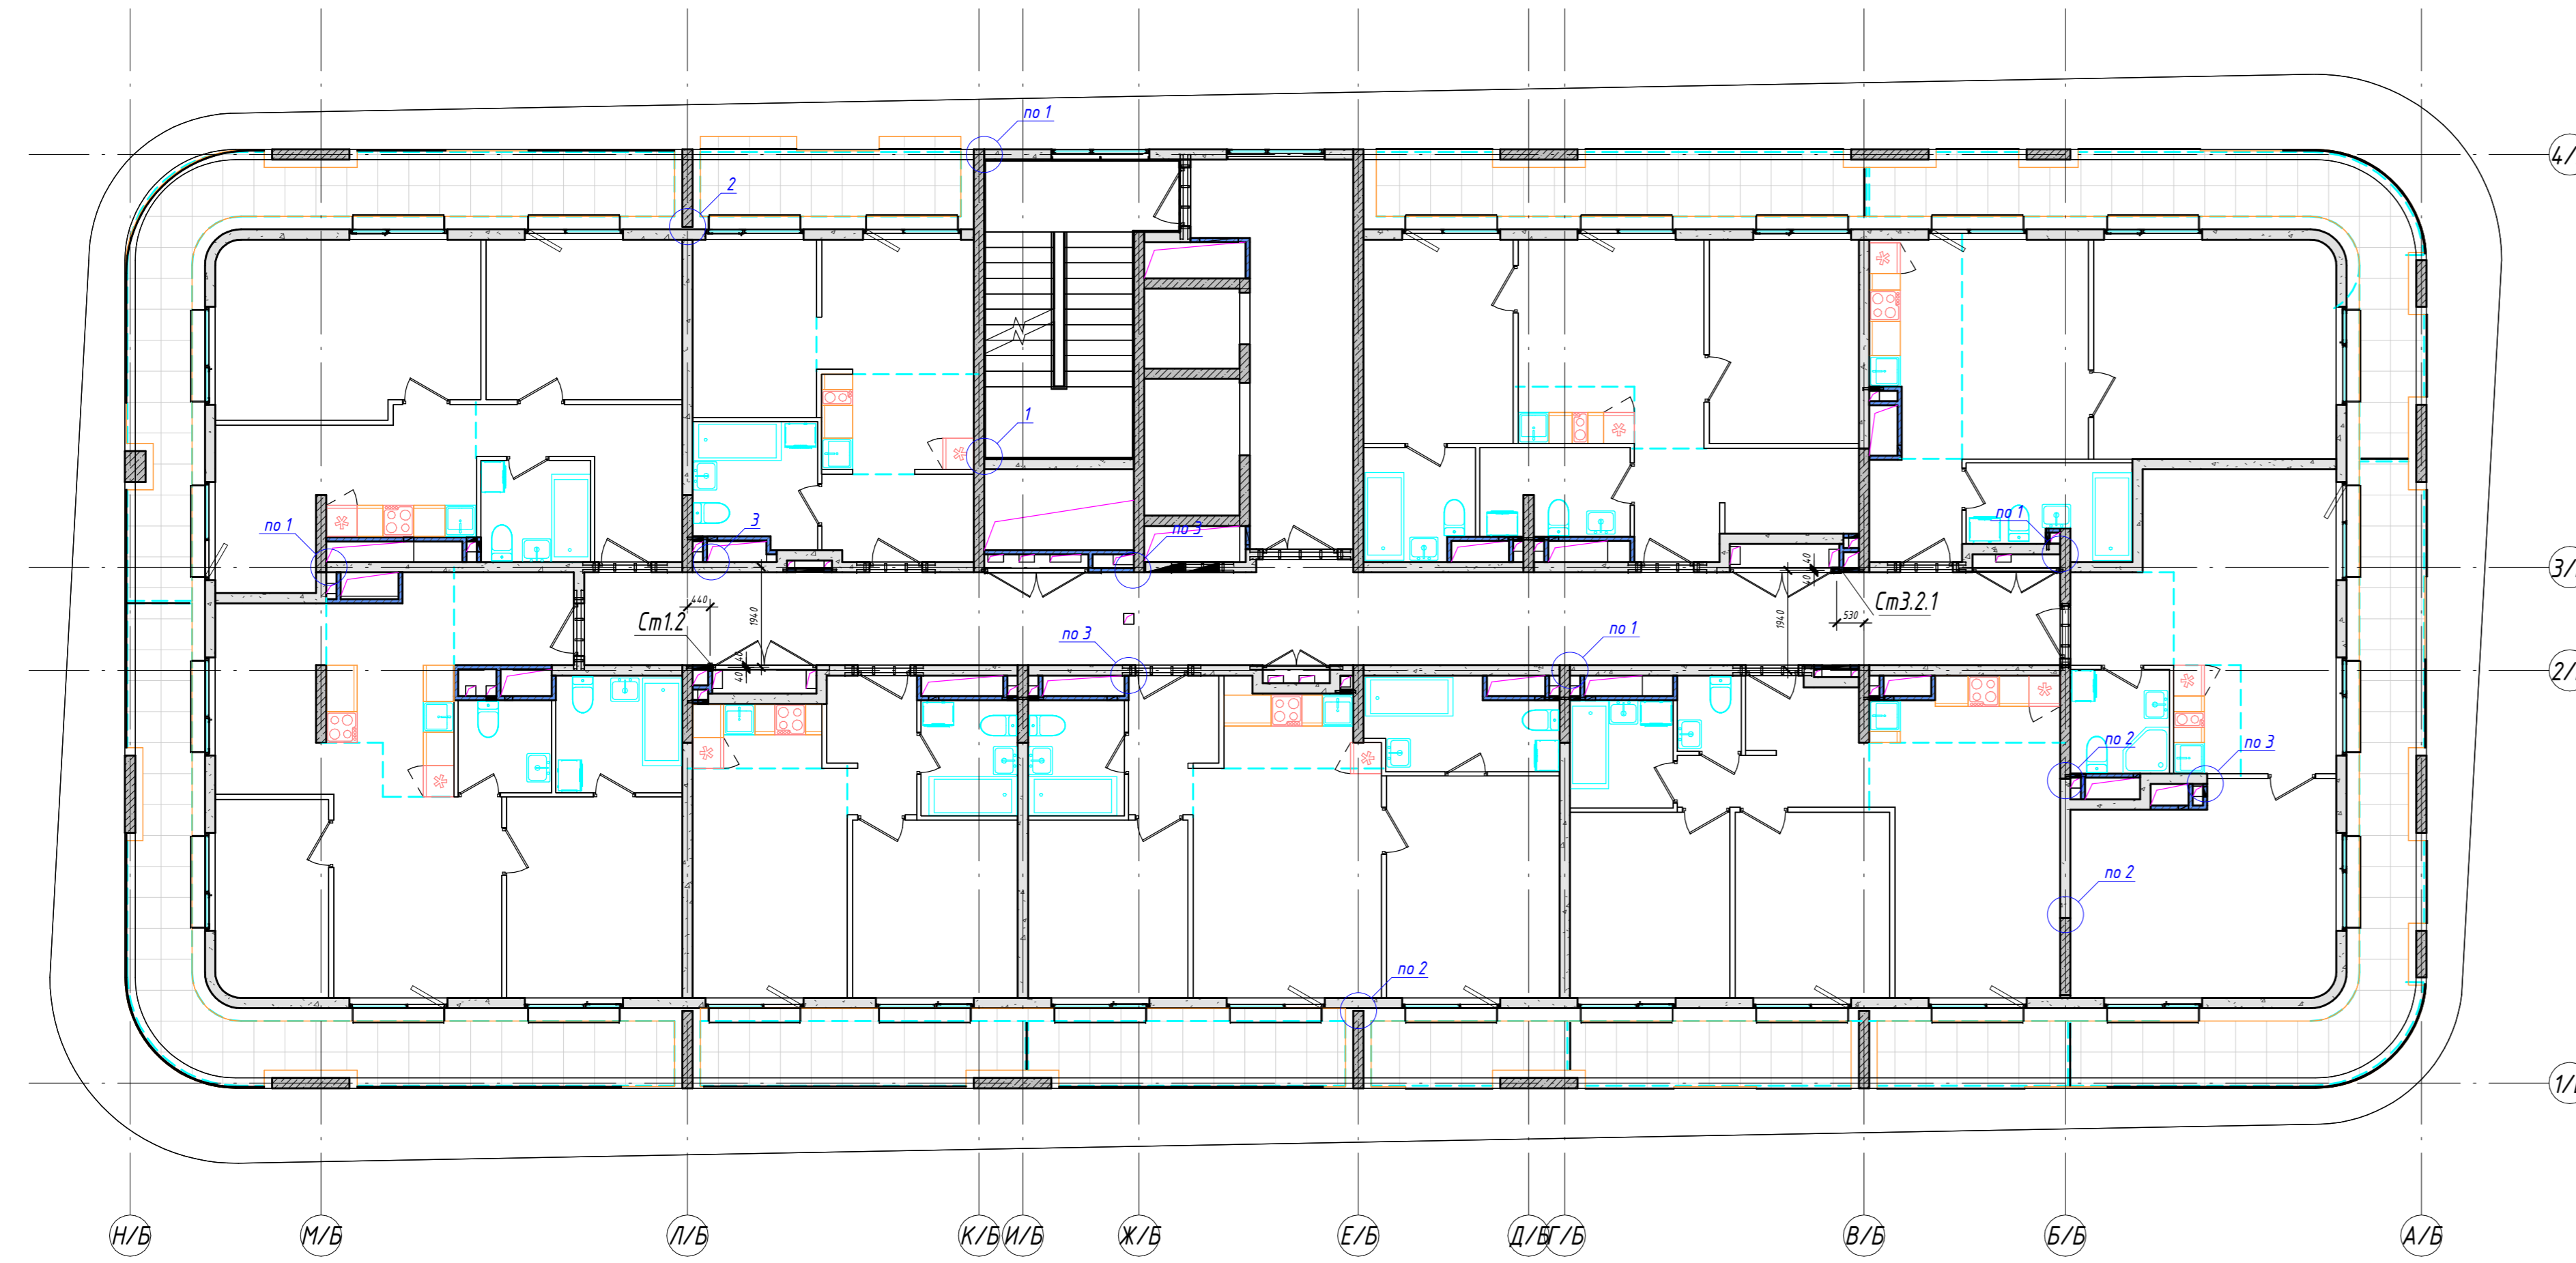 по 1
4/
2
1
по 1
3
по 3
по 1
3/
440
1940
Ст1.2
40
40
по 3
по 1
1940
40
40
530
Ст3.2.1
2/
по 2
по 3
по 2
по 2
1/
Н/Б
М/Б
Л/Б
К/Б
И/Б
Ж/Б
Е/Б
Д/Б
Г/Б
В/Б
Б/Б
А/Б